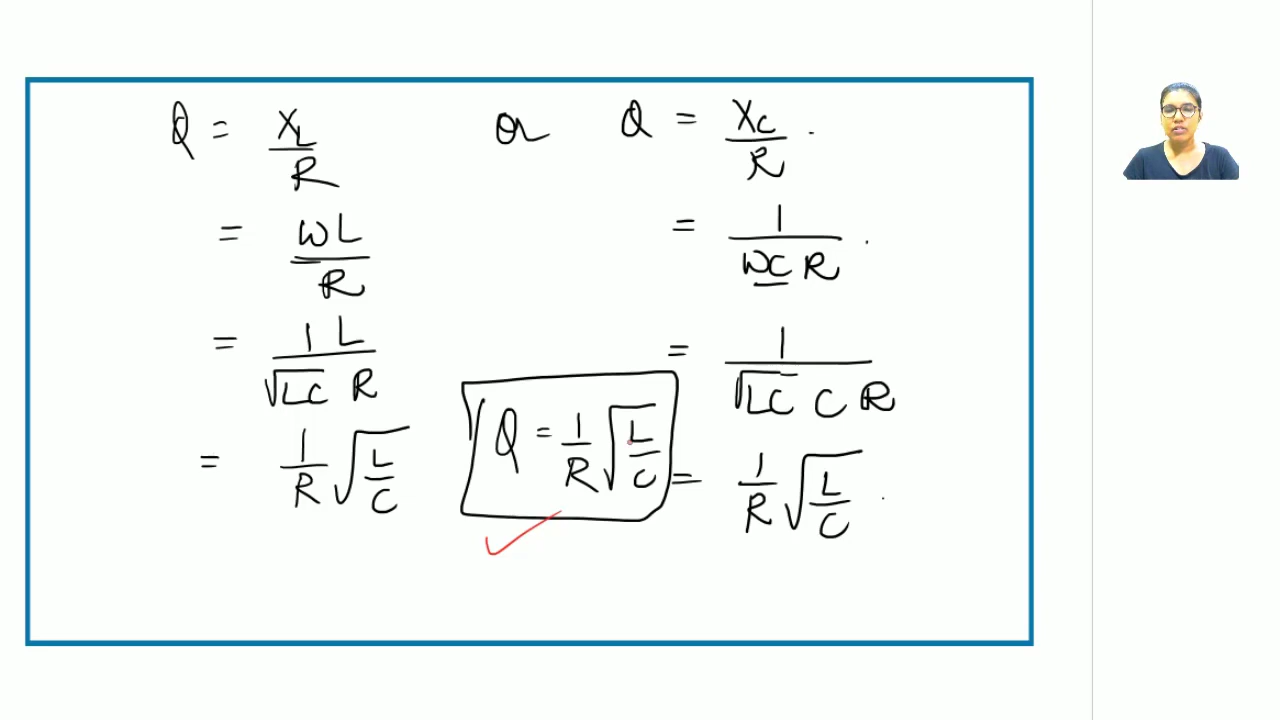 Q = X_L / R or Q = X_C / R .
= ωL / R
= 1 / ωC R .
= 1 L / √LC R
= 1 / √LC C R
Q = 1/R √L/C
= 1/R √L/C
= 1/R √L/C .